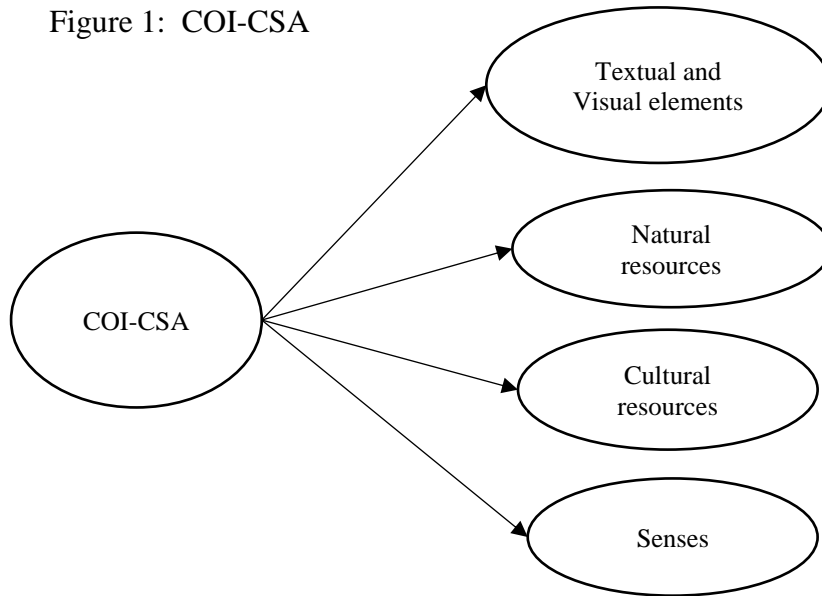 Figure 1: COI-CSA
Textual and
Visual elements
Natural
resources
COI-CSA
Cultural
resources
Senses